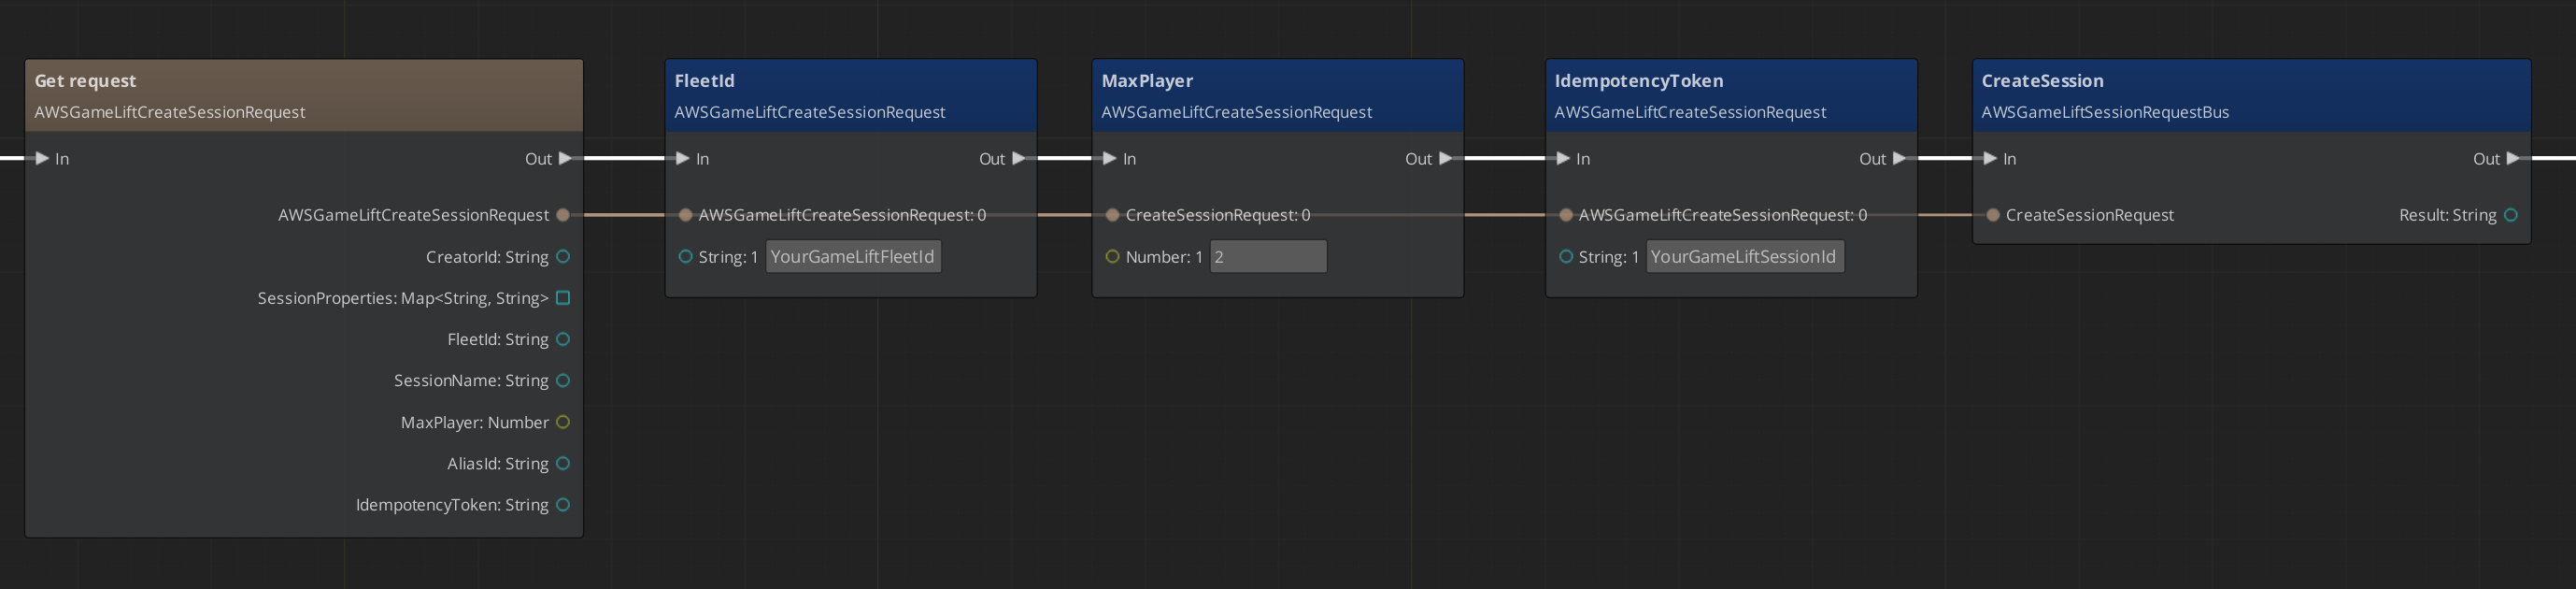 Get request
AWSGameLiftCreateSessionRequest
In
Out
AWSGameLiftCreateSessionRequest
CreatorId: String
SessionProperties: Map<String, String>
FleetId: String
SessionName: String
MaxPlayer: Number
AliasId: String
IdempotencyToken: String
FleetId
AWSGameLiftCreateSessionRequest
In
Out
AWSGameLiftCreateSessionRequest: 0
String: 1 YourGameLiftFleetId
MaxPlayer
AWSGameLiftCreateSessionRequest
In
Out
CreateSessionRequest: 0
Number: 1 2
IdempotencyToken
AWSGameLiftCreateSessionRequest
In
Out
AWSGameLiftCreateSessionRequest: 0
String: 1 YourGameLiftSessionId
CreateSession
AWSGameLiftSessionRequestBus
In
Out
CreateSessionRequest
Result: String